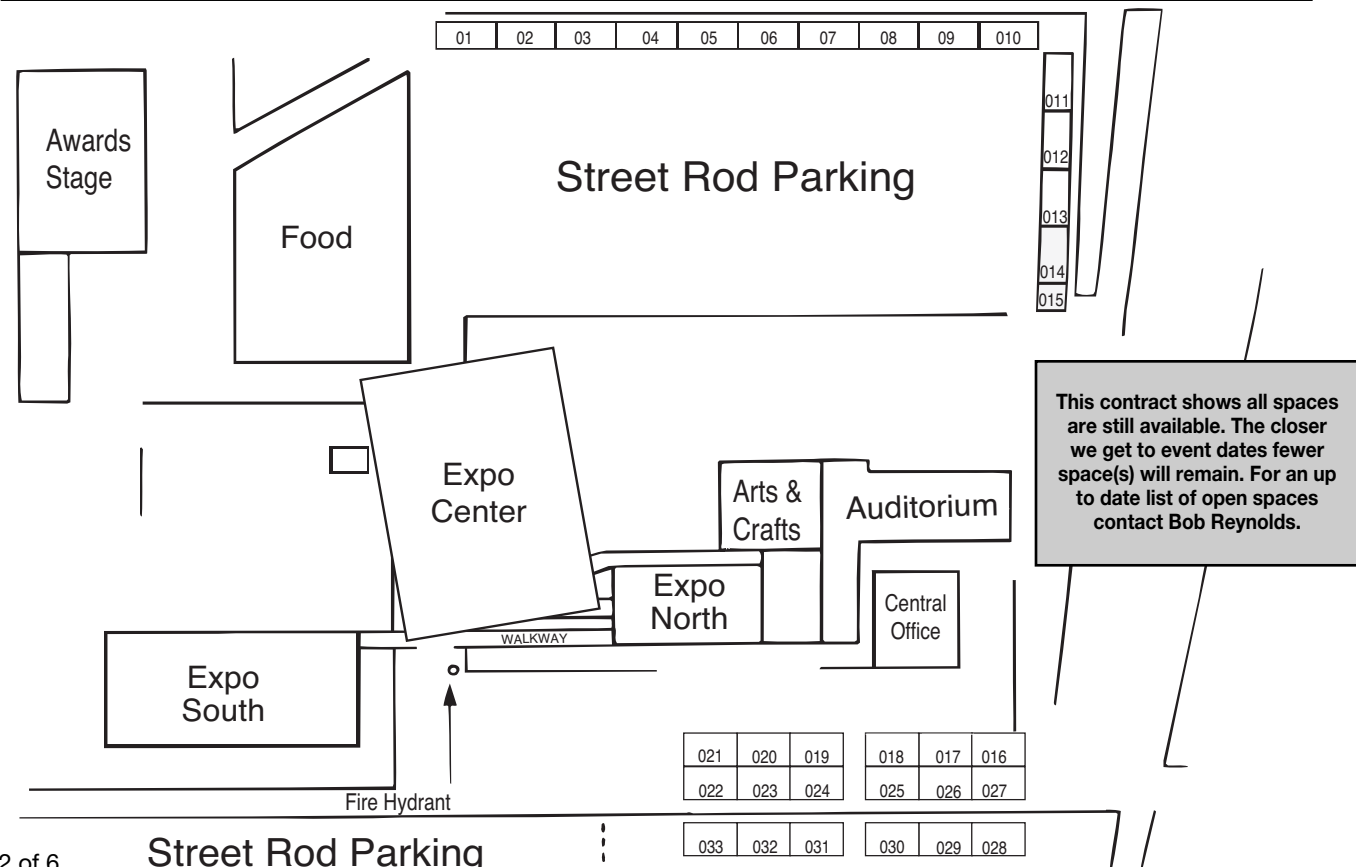 01 02 03 04 05 06 07 08 09 010
011
012
013
014
015
Awards
Stage
Food
Street Rod Parking
This contract shows all spaces
are still available. The closer
we get to event dates fewer
space(s) will remain. For an up
to date list of open spaces
contact Bob Reynolds.
Expo
Center
Arts &
Crafts
Auditorium
Expo
North
Central
Office
WALKWAY
Expo
South
Fire Hydrant
021 020 019 018 017 016
022 023 024 025 026 027
033 032 031 030 029 028
Street Rod Parking
2 of 6